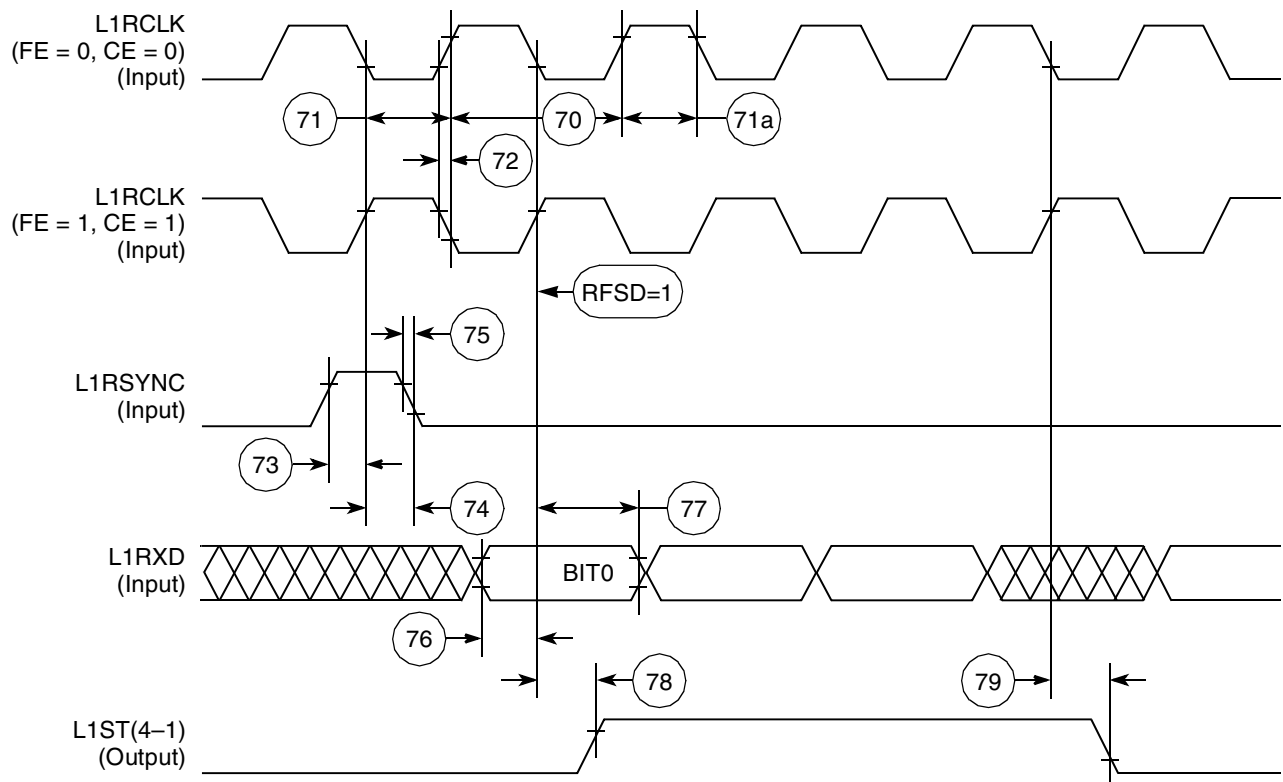 L1RCLK
(FE = 0, CE = 0)
(Input)
71
70
71a
72
L1RCLK
(FE = 1, CE = 1)
(Input)
RFSD=1
75
L1RSYNC
(Input)
73
74
77
L1RXD
(Input)
BIT0
76
78
79
L1ST(4–1)
(Output)